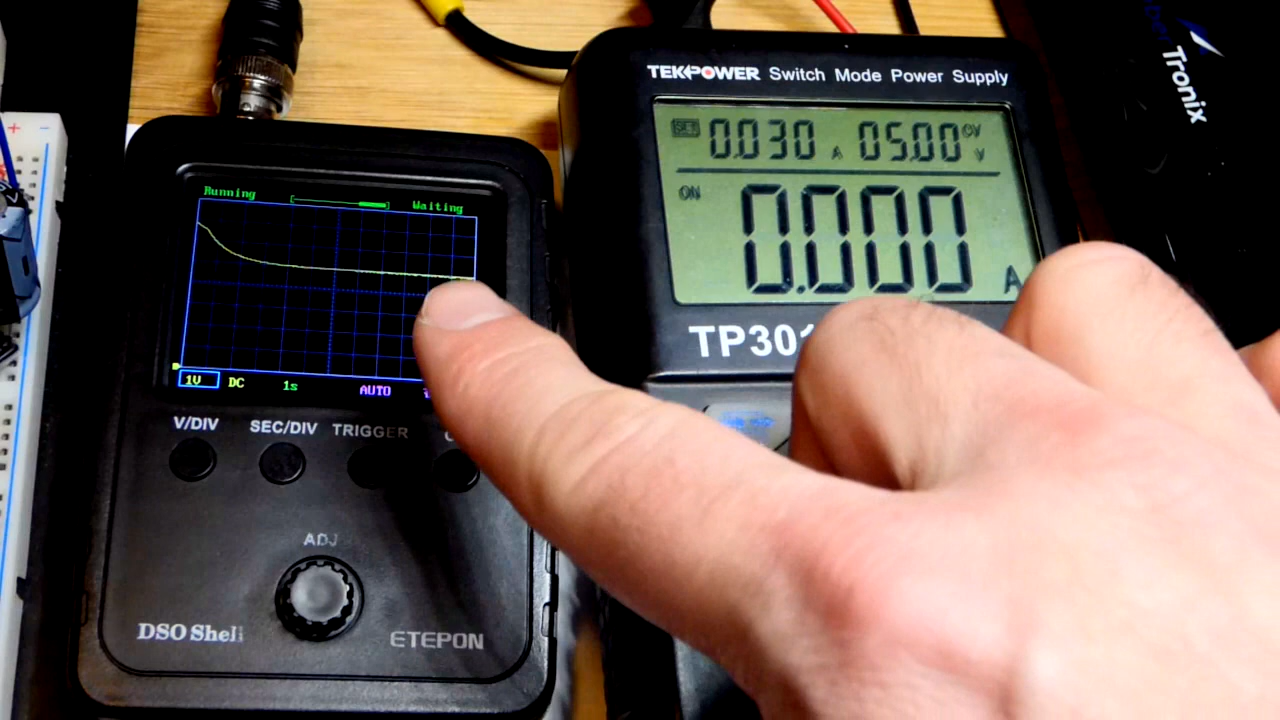 TEKPOWER Switch Mode Power Supply
SET 0.030 A 05.00 CV V
ON
0.000 A
TP301
Tronix
Running
Waiting
1V DC 1s AUTO
V/DIV SEC/DIV TRIGGER
ADJ
DSO Shell
ETEPON